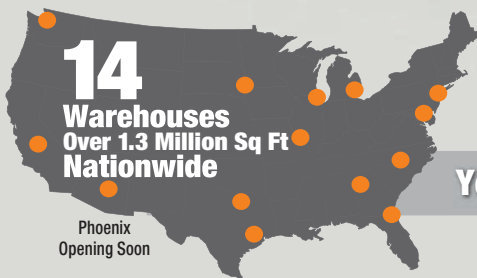 14
Warehouses
Over 1.3 Million Sq Ft
Nationwide
Phoenix
Opening Soon